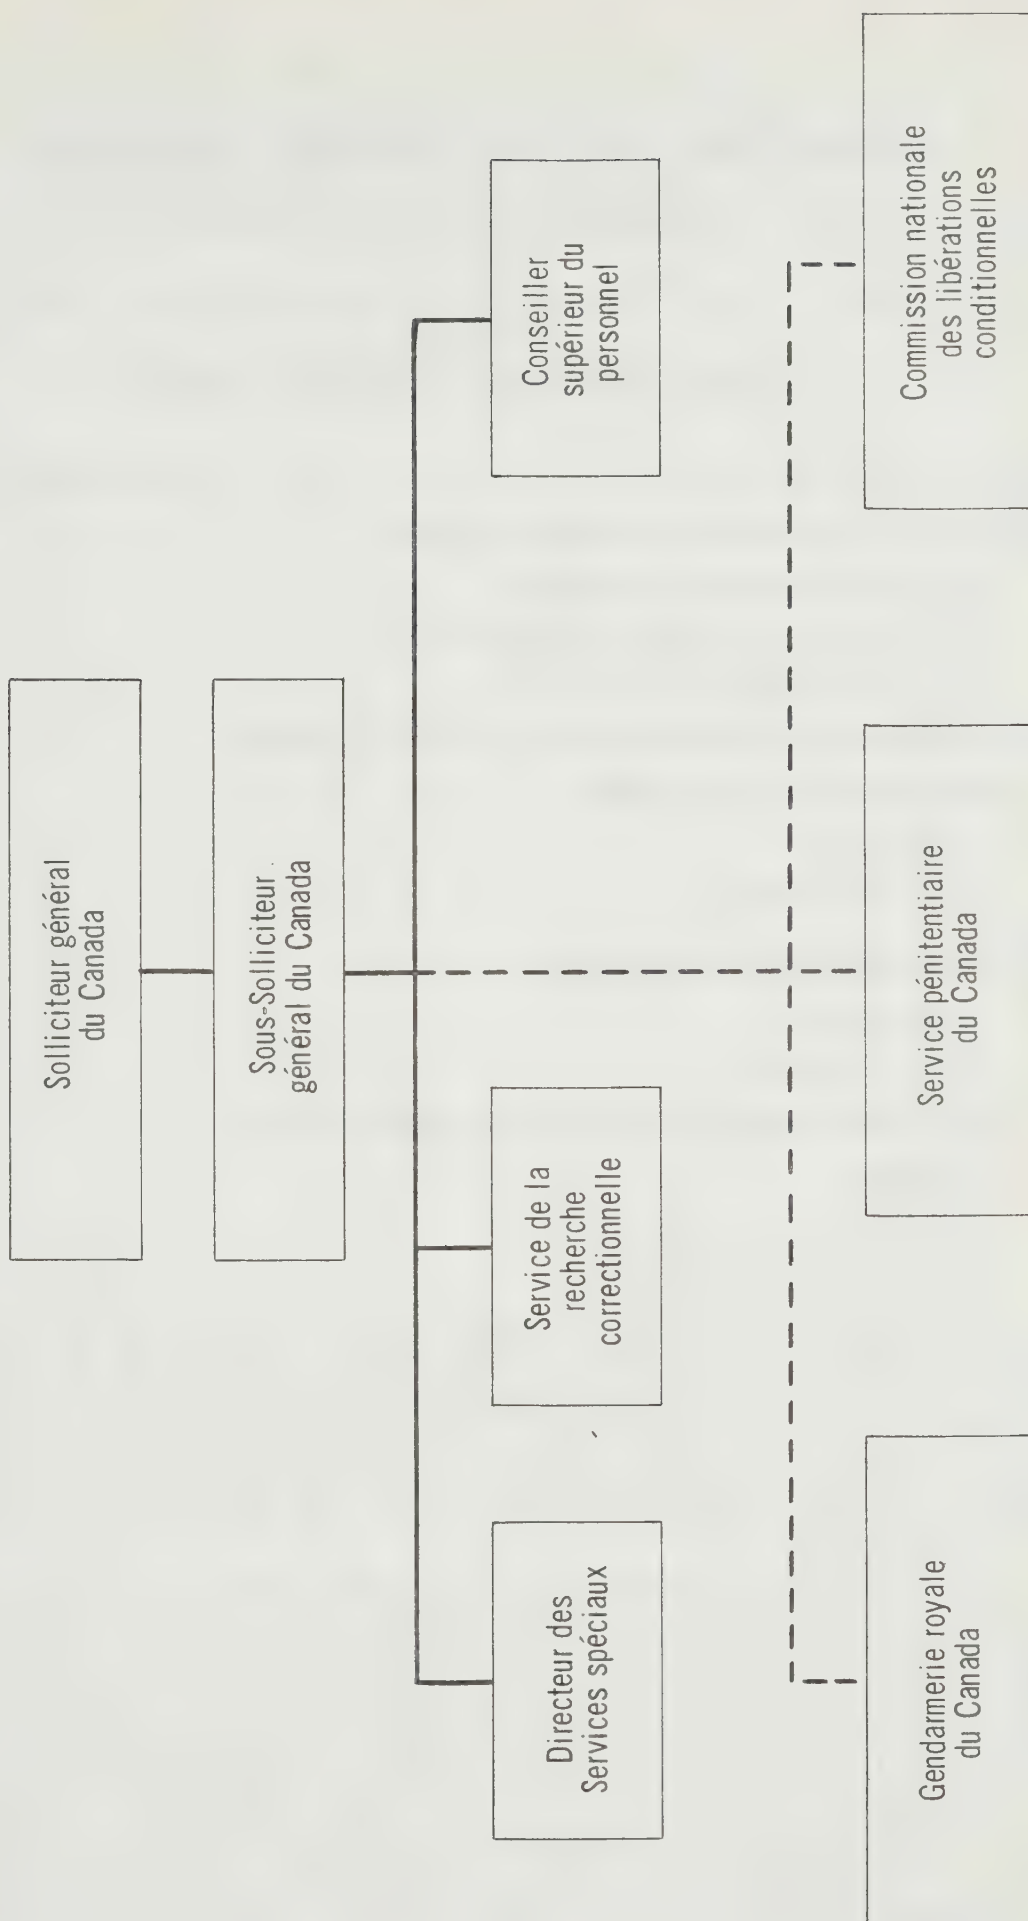 Solliciteur général
du Canada
Sous-Solliciteur
général du Canada
Directeur des
Services spéciaux
Service de la
recherche
correctionnelle
Conseiller
supérieur du
personnel
Gendarmerie royale
du Canada
Service pénitentiaire
du Canada
Commission nationale
des libérations
conditionnelles